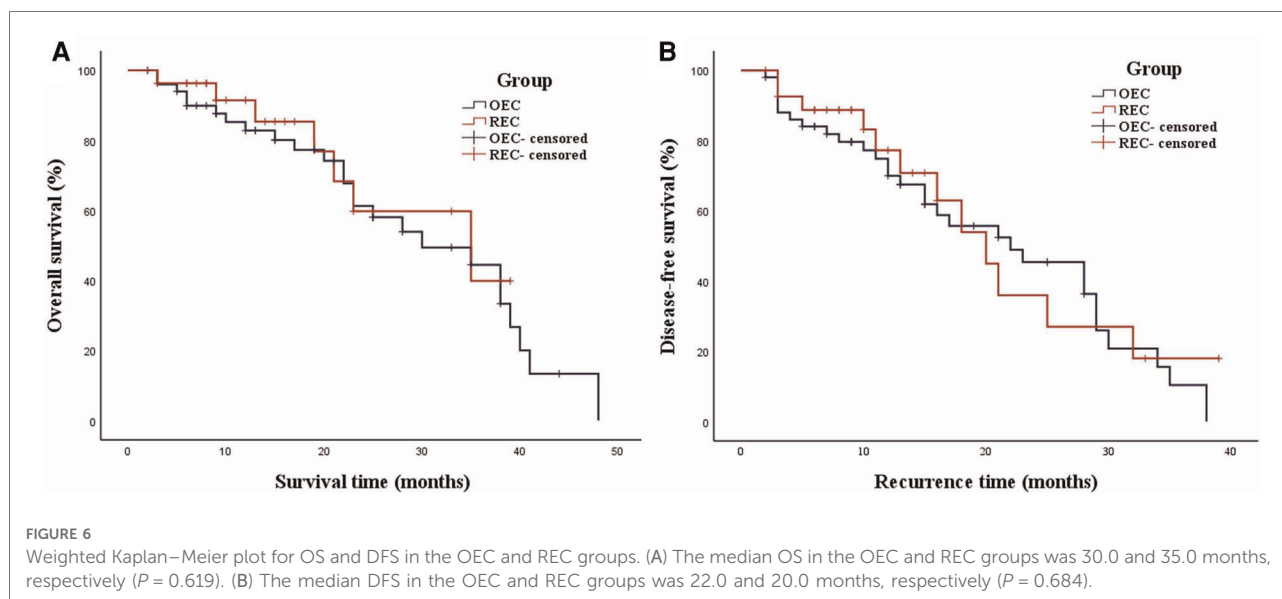 A
Overall survival (%)
100
80
60
40
20
0
Group
OEC
REC
OEC- censored
REC- censored
0 10 20 30 40 50
Survival time (months)
B
Disease-free survival (%)
100
80
60
40
20
0
Group
OEC
REC
OEC- censored
REC- censored
0 10 20 30 40
Recurrence time (months)
FIGURE 6
Weighted Kaplan–Meier plot for OS and DFS in the OEC and REC groups. (A) The median OS in the OEC and REC groups was 30.0 and 35.0 months,
respectively (P = 0.619). (B) The median DFS in the OEC and REC groups was 22.0 and 20.0 months, respectively (P = 0.684).